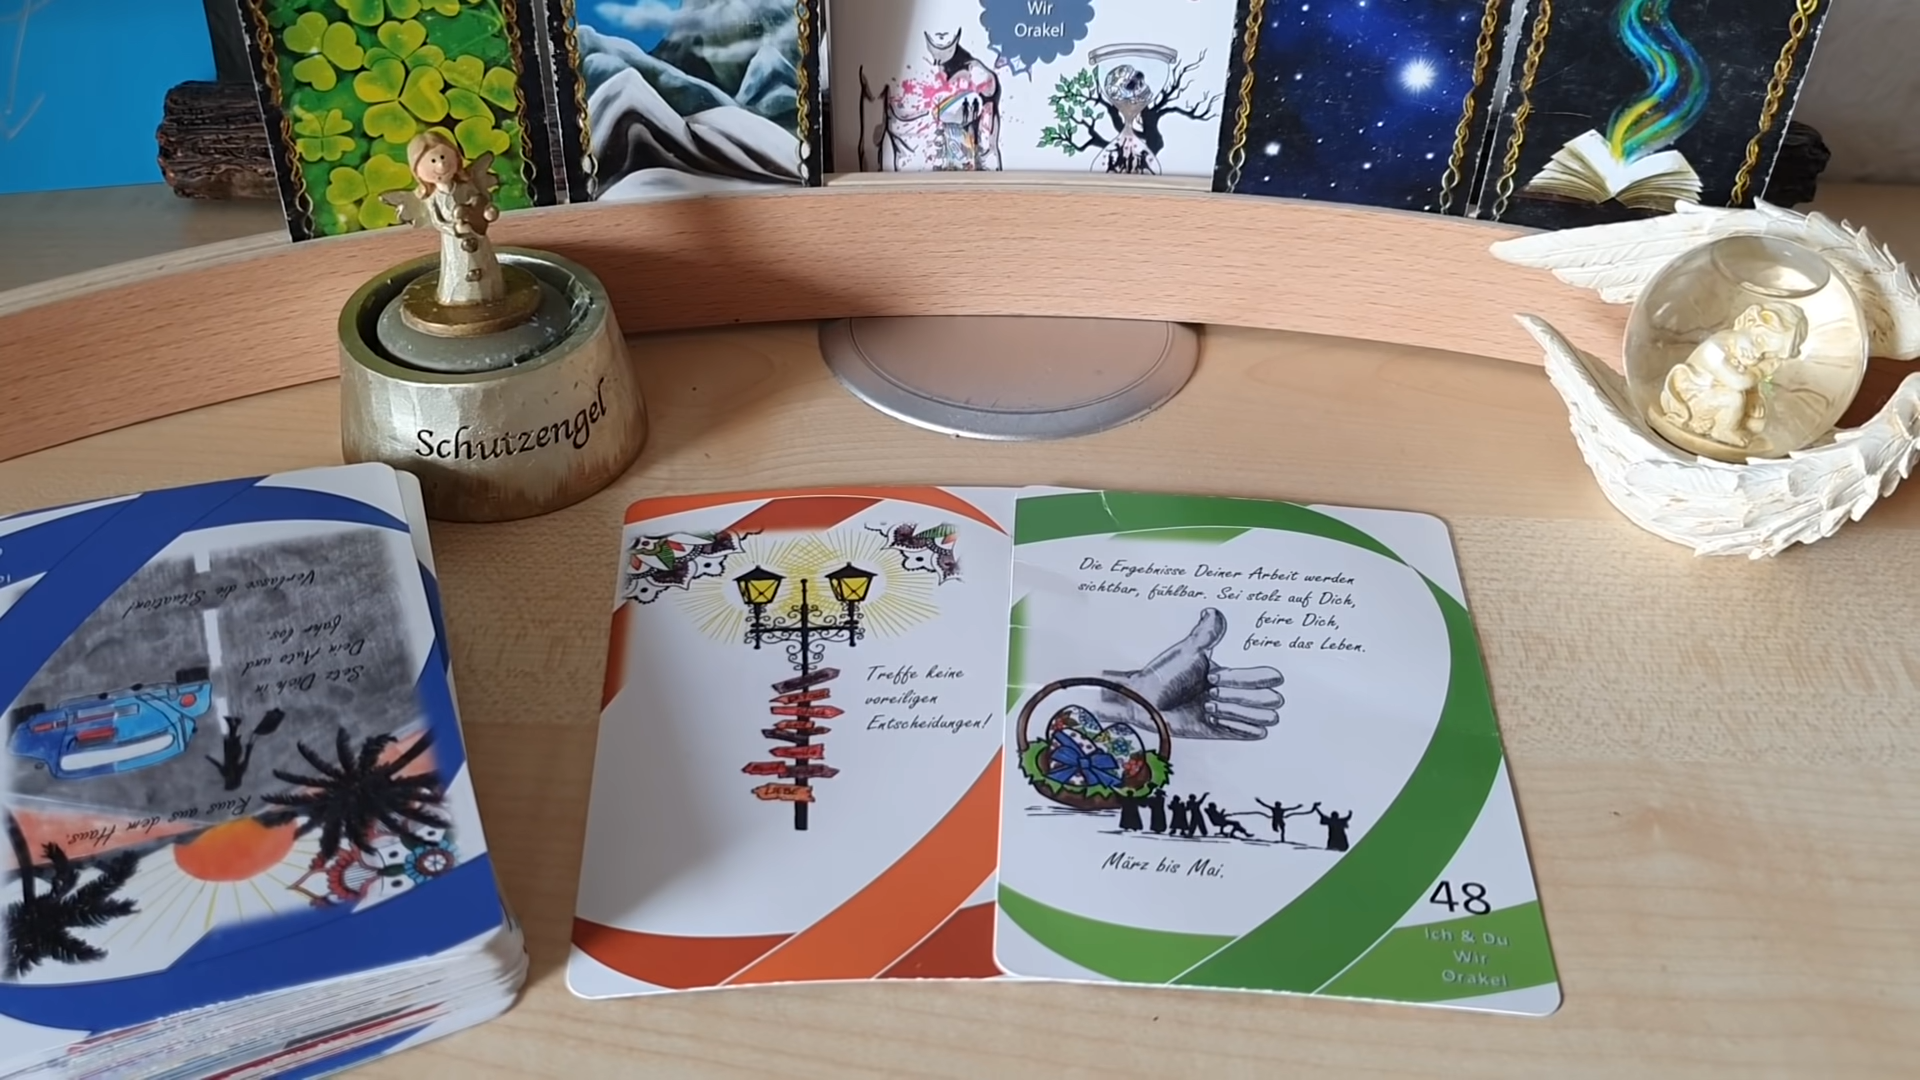 Wir
Orakel
Schutzengel
Verlasse die Situation!
Setz Dich in
Dein Auto und
fahr los.
Raus aus dem Haus.
Treffe keine
voreiligen
Entscheidungen!
LIEBE
Die Ergebnisse Deiner Arbeit werden
sichtbar, fühlbar. Sei stolz auf Dich,
feire Dich,
feire das Leben.
März bis Mai.
48
Ich & Du
Wir
Orakel